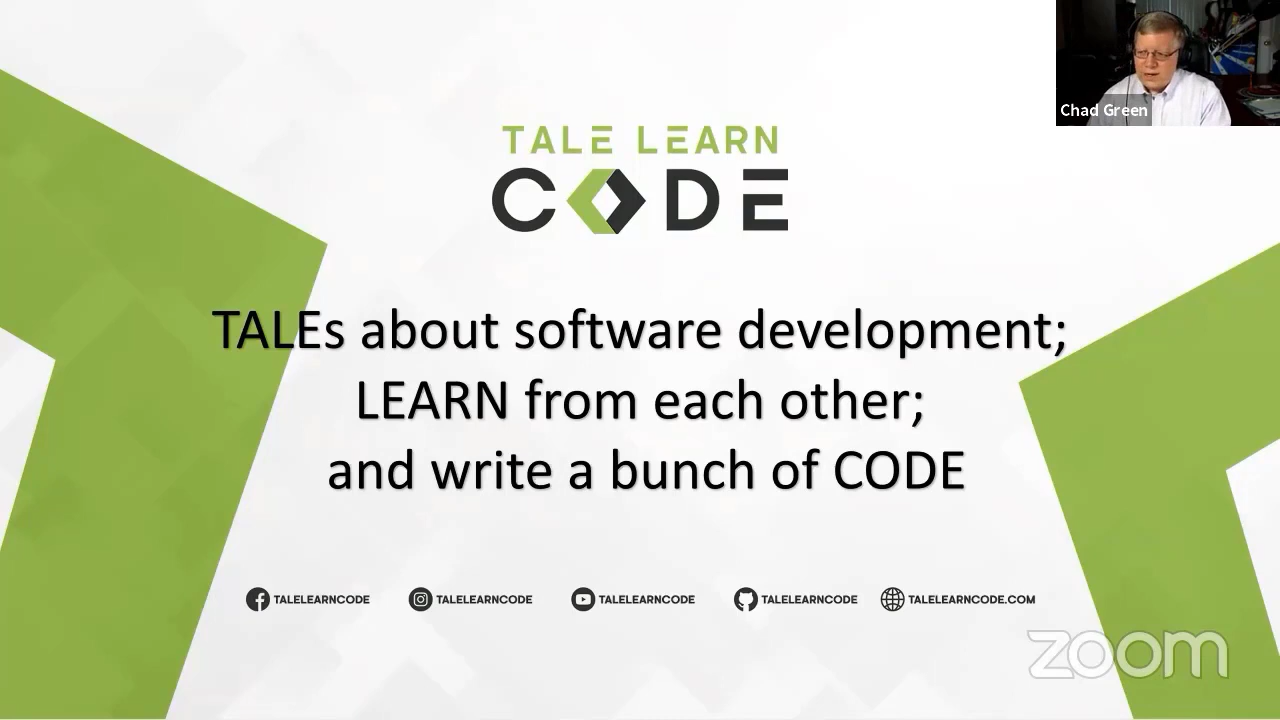 Chad Green
TALE LEARN
CODE
TALEs about software development;
LEARN from each other;
and write a bunch of CODE
TALELEARNCODE
TALELEARNCODE
TALELEARNCODE
TALELEARNCODE
TALELEARNCODE.COM
zoom